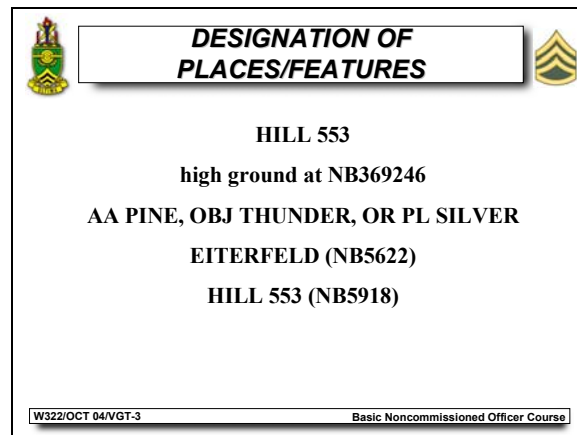 DESIGNATION OF
PLACES/FEATURES
HILL 553
high ground at NB369246
AA PINE, OBJ THUNDER, OR PL SILVER
EITERFELD (NB5622)
HILL 553 (NB5918)
W322/OCT 04/VGT-3
Basic Noncommissioned Officer Course